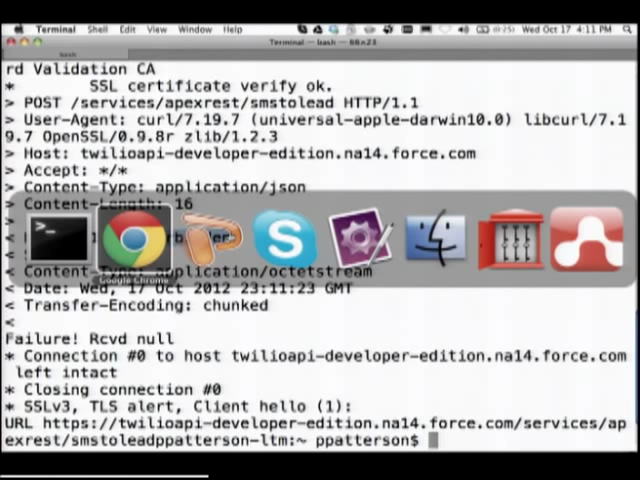 Terminal Shell Edit View Window Help Wed Oct 17 4:11 PM
Terminal — bash — 66×23
bash
rd Validation CA
* SSL certificate verify ok.
> POST /services/apexrest/smstolead HTTP/1.1
> User-Agent: curl/7.19.7 (universal-apple-darwin10.0) libcurl/7.1
9.7 OpenSSL/0.9.8r zlib/1.2.3
> Host: twilioapi-developer-edition.na14.force.com
> Accept: */*
> Content-Type: application/json
> Content-Length: 16
>
<
<
Google Chrome
< Content-Type: application/octetstream
< Date: Wed, 17 Oct 2012 23:11:23 GMT
< Transfer-Encoding: chunked
<
Failure! Rcvd null
* Connection #0 to host twilioapi-developer-edition.na14.force.com
left intact
* Closing connection #0
* SSLv3, TLS alert, Client hello (1):
URL https://twilioapi-developer-edition.na14.force.com/services/ap
exrest/smstoleadppatterson-ltm:~ ppatterson$